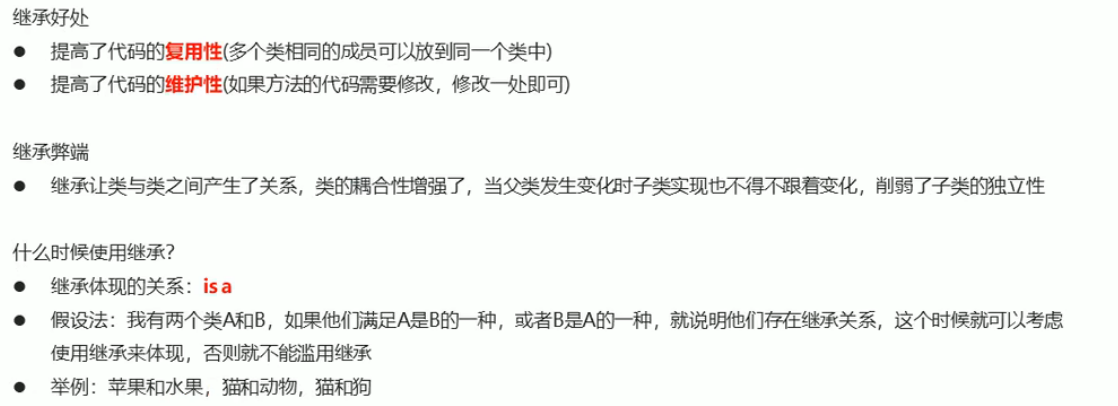 继承好处
● 提高了代码的复用性(多个类相同的成员可以放到同一个类中)
● 提高了代码的维护性(如果方法的代码需要修改，修改一处即可)
继承弊端
● 继承让类与类之间产生了关系，类的耦合性增强了，当父类发生变化时子类实现也不得不跟着变化，削弱了子类的独立性
什么时候使用继承?
● 继承体现的关系：is a
● 假设法：我有两个类A和B，如果他们满足A是B的一种，或者B是A的一种，就说明他们存在继承关系，这个时候就可以考虑
使用继承来体现，否则就不能滥用继承
● 举例：苹果和水果，猫和动物，猫和狗